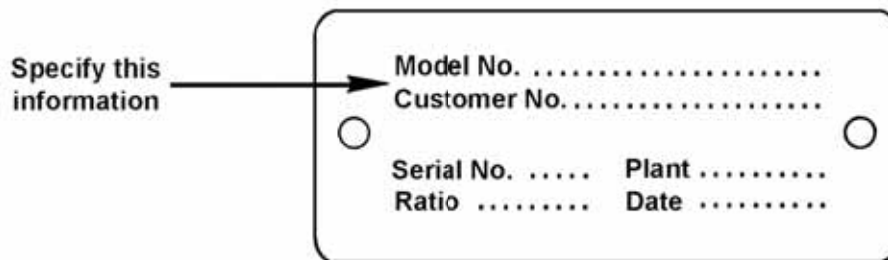 Specify this
information
Model No. ......................
Customer No. ....................
Serial No. ..... Plant ..........
Ratio ......... Date ..........